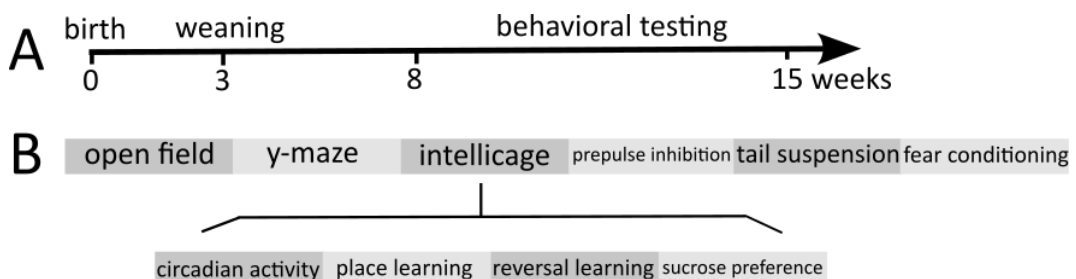 A
birth weaning behavioral testing
0 3 8 15 weeks
B
open field y-maze intellicage prepulse inhibition tail suspension fear conditioning
circadian activity place learning reversal learning sucrose preference